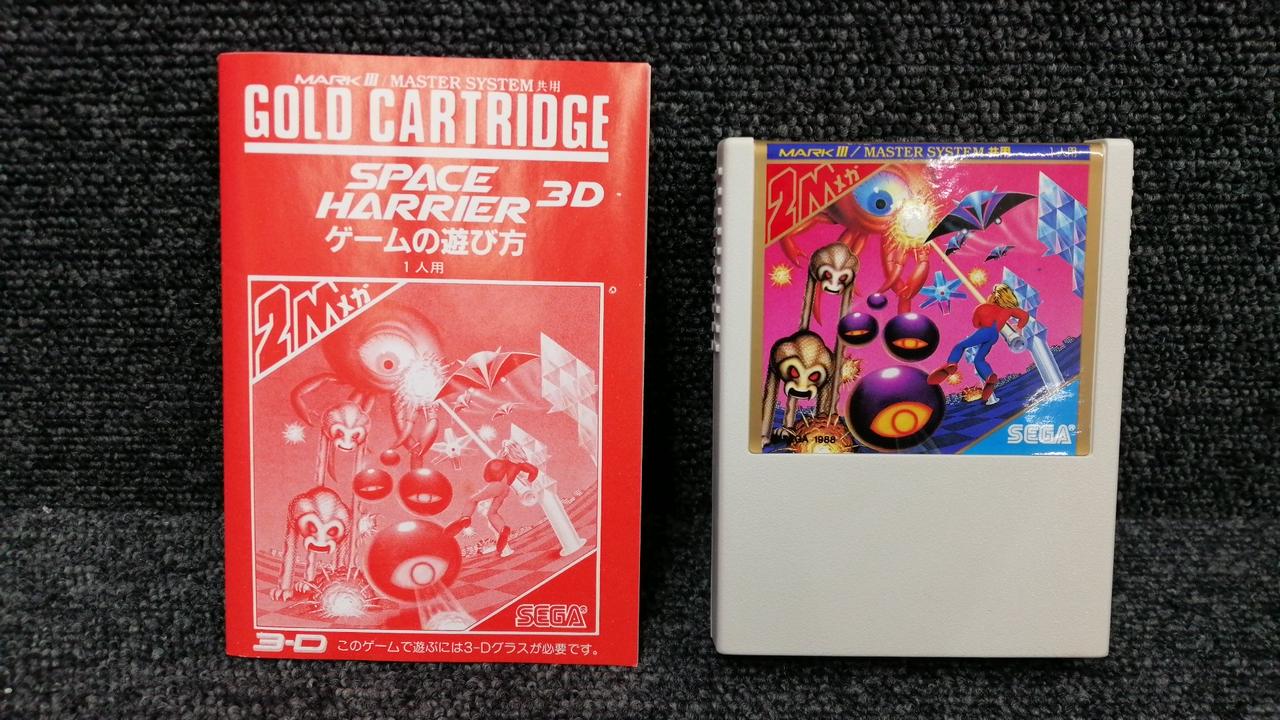 MARK III / MASTER SYSTEM 共用
GOLD CARTRIDGE
SPACE HARRIER 3D
ゲームの遊び方
1人用
2Mメガ
SEGA®
3-D このゲームで遊ぶには3-Dグラスが必要です。
MARK III / MASTER SYSTEM 共用 1人用
2Mメガ
SEGA 1988
SEGA®